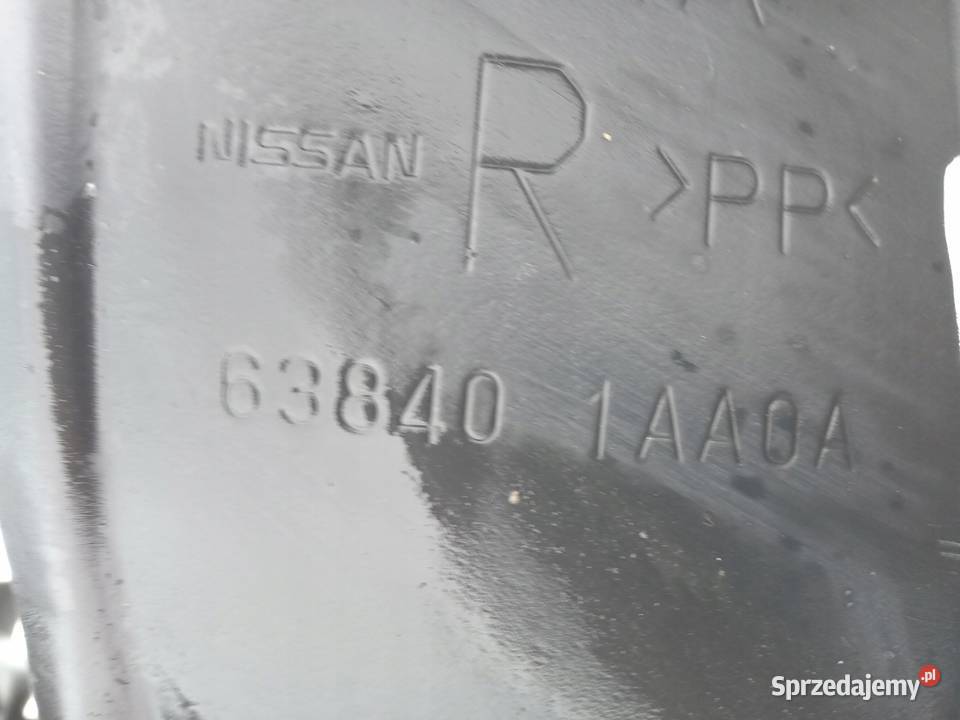 NISSAN R >PP<
63840 1AA0A
Sprzedajemy.pl